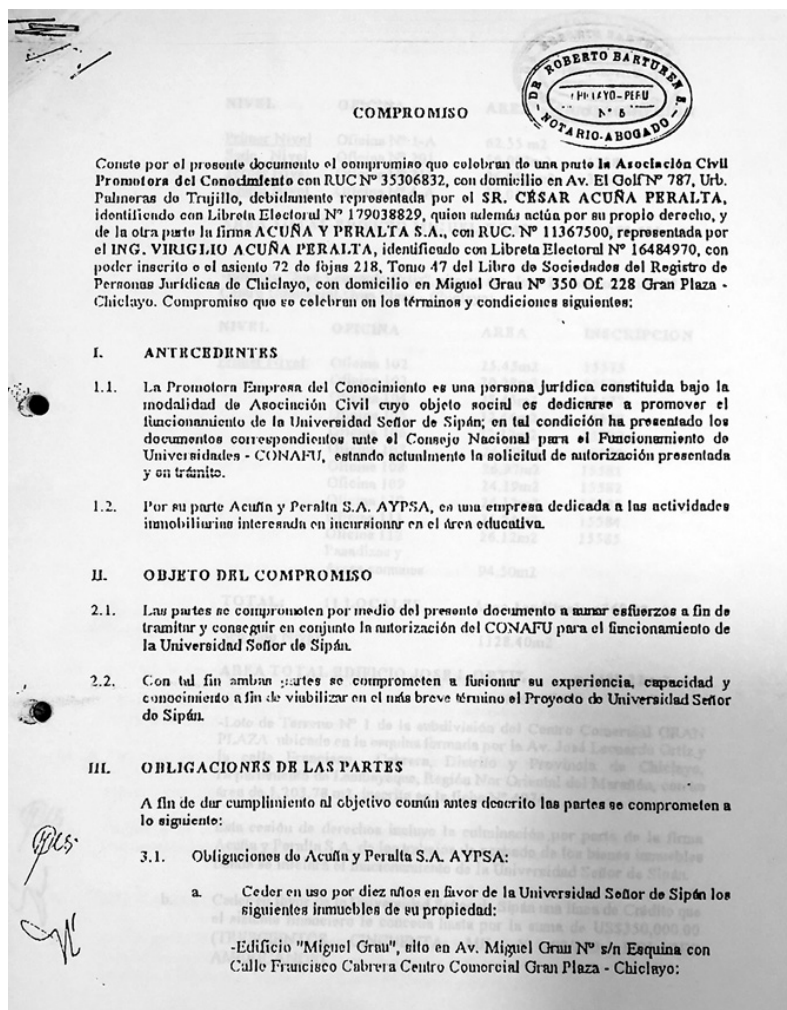 DR. ROBERTO BARTUREN B.
CHICLAYO-PERU
N° 6
NOTARIO-ABOGADO
COMPROMISO
Conste por el presente documento el compromiso que celebran de una parte la Asociación Civil
Promotora del Conocimiento con RUC Nº 35306832, con domicilio en Av. El Golf Nº 787, Urb.
Palmeras do Trujillo, debidamente representada por el SR. CÉSAR ACUÑA PERALTA,
identificado con Libreta Electoral Nº 179038829, quien además actúa por su propio derecho, y
de la otra parte la firma ACUÑA Y PERALTA S.A., con RUC. Nº 11367500, representada por
el ING. VIRIGLIO ACUÑA PERALTA, identificado con Libreta Electoral Nº 16484970, con
poder inscrito e el asiento 72 de fojas 218, Tomo 47 del Libro de Sociedades del Registro de
Personas Jurídicas de Chiclayo, con domicilio en Miguel Grau Nº 350 Of. 228 Gran Plaza -
Chiclayo. Compromiso que se celebran en los términos y condiciones siguientes:
I. ANTECEDENTES
1.1. La Promotora Empresa del Conocimiento es una persona jurídica constituida bajo la
modalidad de Asociación Civil cuyo objeto social es dedicarse a promover el
funcionamiento de la Universidad Señor de Sipán; en tal condición ha presentado los
documentos correspondientes ante el Consejo Nacional para el Funcionamiento de
Universidades - CONAFU, estando actualmente la solicitud de autorización presentada
y en trámite.
1.2. Por su parte Acuña y Peralta S.A. AYPSA, es una empresa dedicada a las actividades
inmobiliarias interesada en incursionar en el área educativa.
II. OBJETO DEL COMPROMISO
2.1. Las partes se comprometen por medio del presente documento a aunar esfuerzos a fin de
tramitar y conseguir en conjunto la autorización del CONAFU para el funcionamiento de
la Universidad Señor de Sipán.
2.2. Con tal fin ambas partes se comprometen a fusionar su experiencia, capacidad y
conocimiento a fin de viabilizar en el más breve término el Proyecto de Universidad Señor
de Sipán.
III. OBLIGACIONES DE LAS PARTES
A fin de dar cumplimiento al objetivo común antes descrito las partes se comprometen a
lo siguiente:
3.1. Obligaciones de Acuña y Peralta S.A. AYPSA:
a. Ceder en uso por diez años en favor de la Universidad Señor de Sipán los
siguientes inmuebles de su propiedad:
-Edificio "Miguel Grau", sito en Av. Miguel Grau Nº s/n Esquina con
Calle Francisco Cabrera Centro Comercial Gran Plaza - Chiclayo: